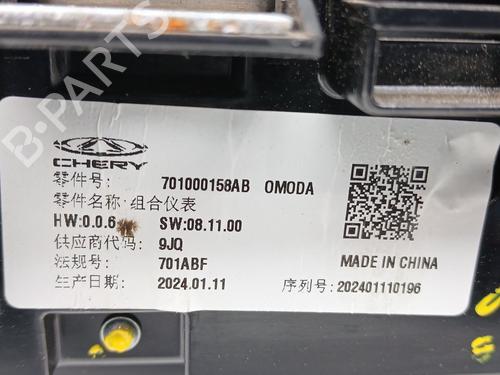 B-PARTS
CHERY
零件号: 701000158AB OMODA
零件名称: 组合仪表
HW:0.0.6 SW:08.11.00
供应商代码: 9JQ
法规号: 701ABF MADE IN CHINA
生产日期: 2024.01.11 序列号: 202401110196